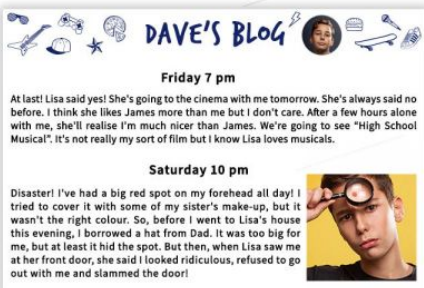 DAVE'S BLOG
Friday 7 pm
At last! Lisa said yes! She's going to the cinema with me tomorrow. She's always said no
before. I think she likes James more than me but I don't care. After a few hours alone
with me, she'll realise I'm much nicer than James. We're going to see "High School
Musical". It's not really my sort of film but I know Lisa loves musicals.
Saturday 10 pm
Disaster! I've had a big red spot on my forehead all day! I
tried to cover it with some of my sister's make-up, but it
wasn't the right colour. So, before I went to Lisa's house
this evening, I borrowed a hat from Dad. It was too big for
me, but at least it hid the spot. But then, when Lisa saw me
at her front door, she said I looked ridiculous, refused to go
out with me and slammed the door!